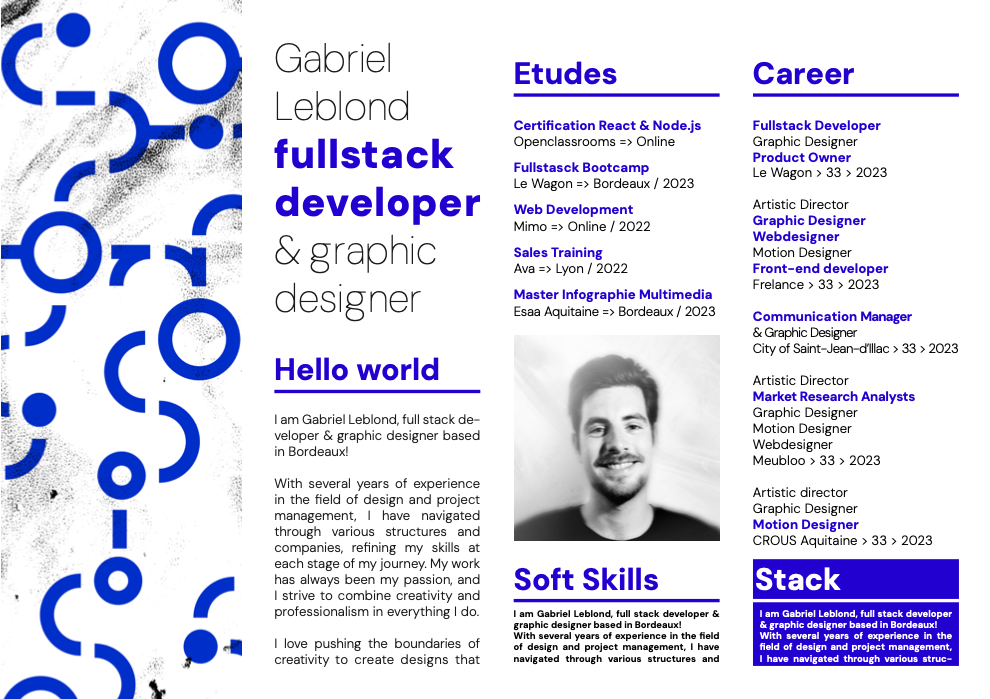 Gabriel
Leblond
fullstack
developer
& graphic
designer
Hello world
I am Gabriel Leblond, full stack de-
veloper & graphic designer based
in Bordeaux!
With several years of experience
in the field of design and project
management, I have navigated
through various structures and
companies, refining my skills at
each stage of my journey. My work
has always been my passion, and
I strive to combine creativity and
professionalism in everything I do.
I love pushing the boundaries of
creativity to create designs that
Etudes
Certification React & Node.js
Openclassrooms => Online
Fullstasck Bootcamp
Le Wagon => Bordeaux / 2023
Web Development
Mimo => Online / 2022
Sales Training
Ava => Lyon / 2022
Master Infographie Multimedia
Esaa Aquitaine => Bordeaux / 2023
Soft Skills
I am Gabriel Leblond, full stack developer &
graphic designer based in Bordeaux!
With several years of experience in the field
of design and project management, I have
navigated through various structures and
Career
Fullstack Developer
Graphic Designer
Product Owner
Le Wagon > 33 > 2023
Artistic Director
Graphic Designer
Webdesigner
Motion Designer
Front-end developer
Frelance > 33 > 2023
Communication Manager
& Graphic Designer
City of Saint-Jean-d'Illac > 33 > 2023
Artistic Director
Market Research Analysts
Graphic Designer
Motion Designer
Webdesigner
Meubloo > 33 > 2023
Artistic director
Graphic Designer
Motion Designer
CROUS Aquitaine > 33 > 2023
Stack
I am Gabriel Leblond, full stack developer
& graphic designer based in Bordeaux!
With several years of experience in the
field of design and project management,
I have navigated through various struc-